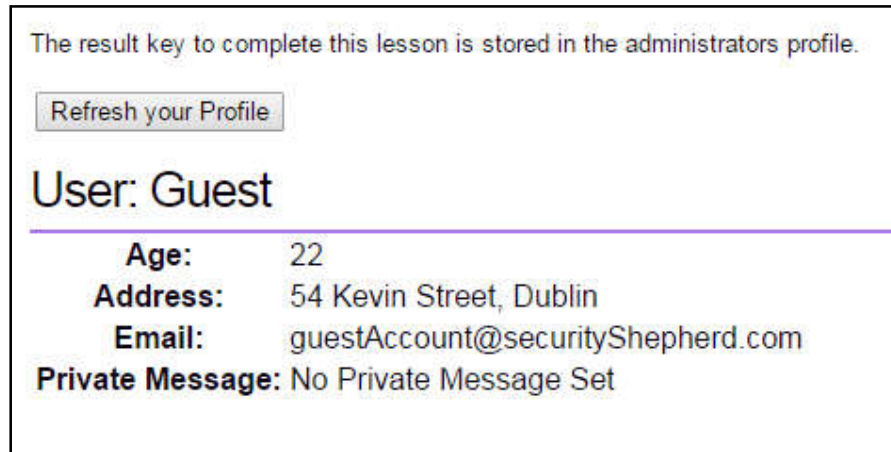 The result key to complete this lesson is stored in the administrators profile.
Refresh your Profile
User: Guest
Age: 22
Address: 54 Kevin Street, Dublin
Email: guestAccount@securityShepherd.com
Private Message: No Private Message Set